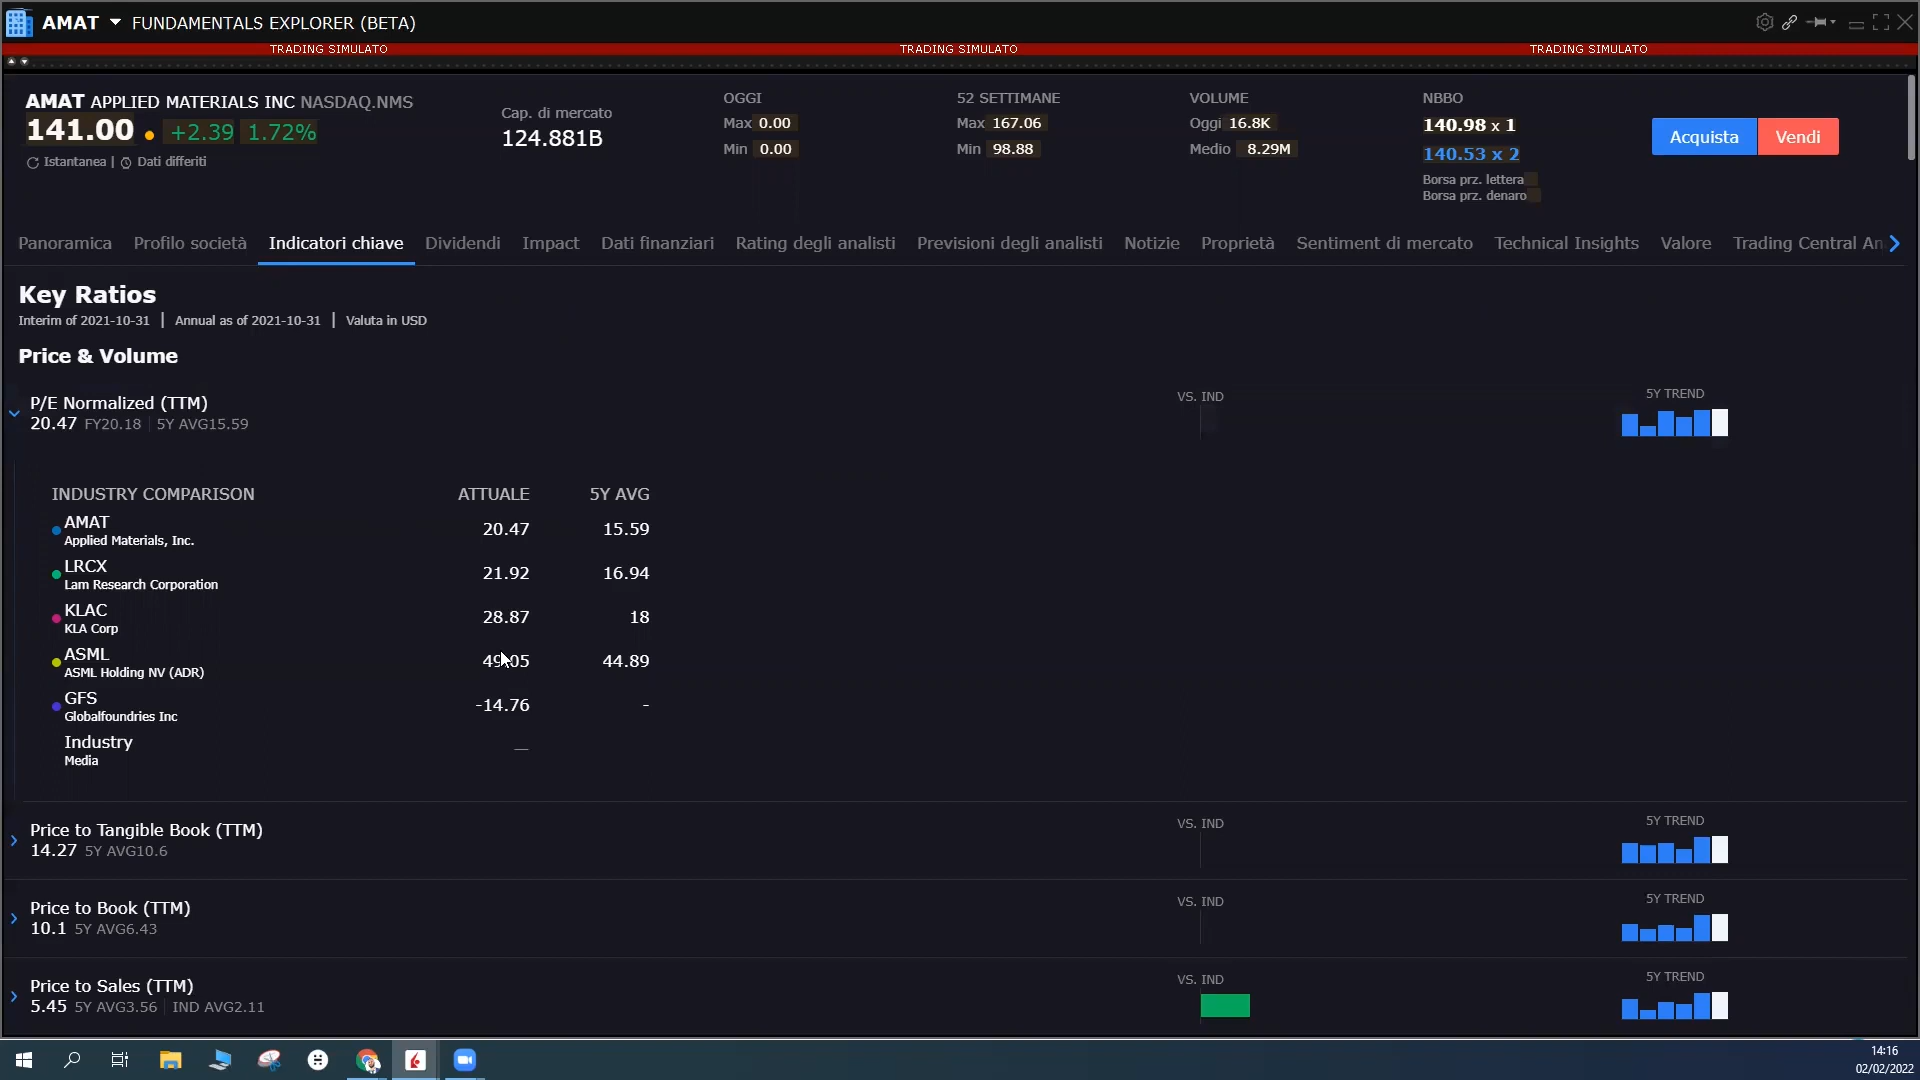 AMAT FUNDAMENTALS EXPLORER (BETA)
TRADING SIMULATO TRADING SIMULATO TRADING SIMULATO
AMAT APPLIED MATERIALS INC NASDAQ.NMS
141.00 +2.39 1.72%
Istantanea | Dati differiti
Cap. di mercato
124.881B
OGGI
Max 0.00
Min 0.00
52 SETTIMANE
Max 167.06
Min 98.88
VOLUME
Oggi 16.8K
Medio 8.29M
NBBO
140.98 x 1
140.53 x 2
Borsa prz. lettera
Borsa prz. denaro
Acquista Vendi
Panoramica Profilo società Indicatori chiave Dividendi Impact Dati finanziari Rating degli analisti Previsioni degli analisti Notizie Proprietà Sentiment di mercato Technical Insights Valore Trading Central An
Key Ratios
Interim of 2021-10-31 | Annual as of 2021-10-31 | Valuta in USD
Price & Volume
P/E Normalized (TTM)
20.47 FY20.18 | 5Y AVG15.59
VS. IND
5Y TREND
INDUSTRY COMPARISON ATTUALE 5Y AVG
AMAT
Applied Materials, Inc.
20.47 15.59
LRCX
Lam Research Corporation
21.92 16.94
KLAC
KLA Corp
28.87 18
ASML
ASML Holding NV (ADR)
49.05 44.89
GFS
Globalfoundries Inc
-14.76 -
Industry
Media
—
Price to Tangible Book (TTM)
14.27 5Y AVG10.6
VS. IND
5Y TREND
Price to Book (TTM)
10.1 5Y AVG6.43
VS. IND
5Y TREND
Price to Sales (TTM)
5.45 5Y AVG3.56 | IND AVG2.11
VS. IND
5Y TREND
14:16
02/02/2022